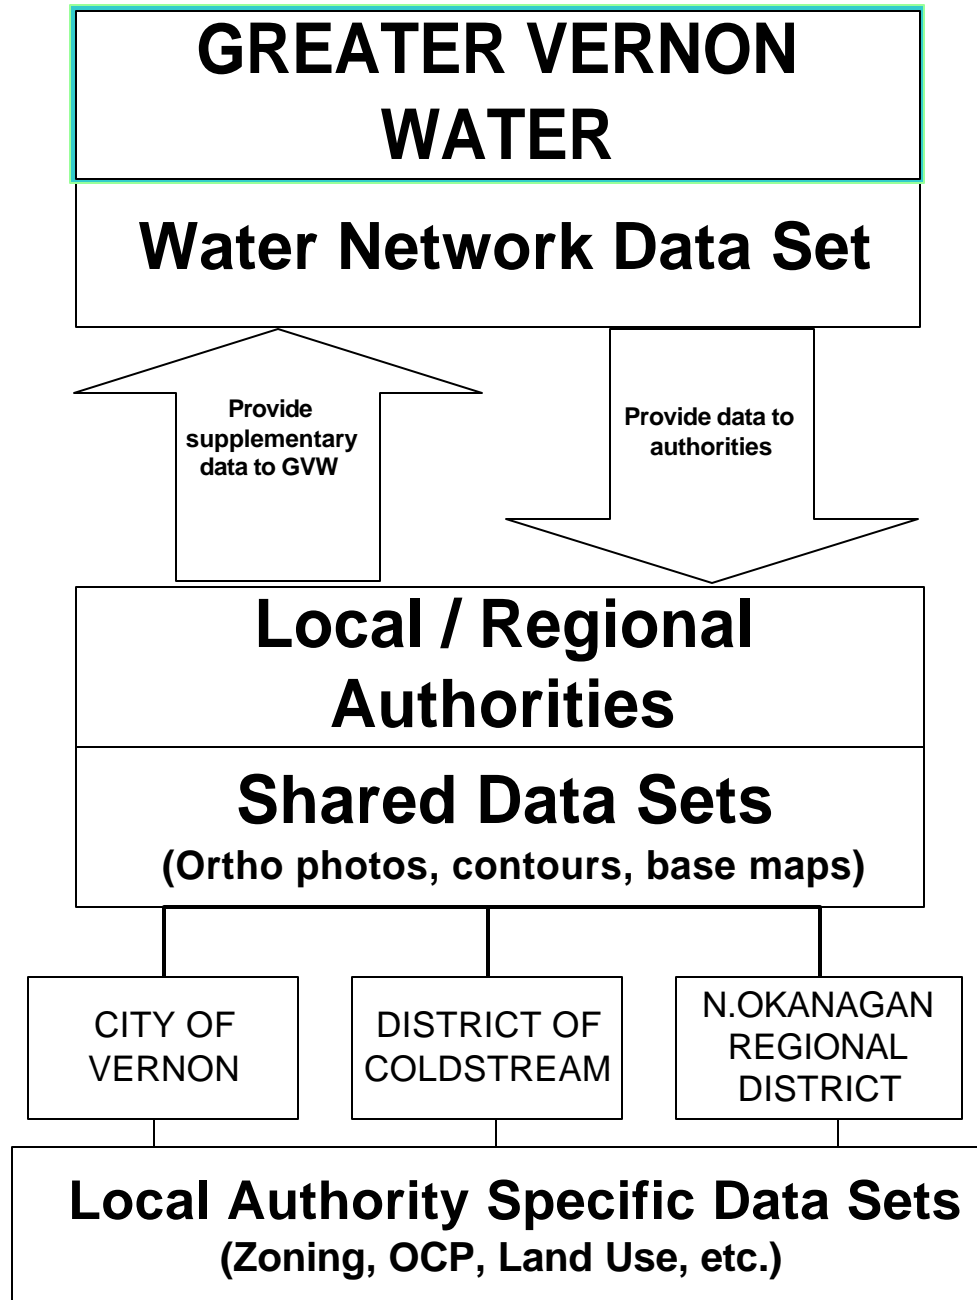 GREATER VERNON
WATER
Water Network Data Set
Provide
supplementary
data to GVW
Provide data to
authorities
Local / Regional
Authorities
Shared Data Sets
(Ortho photos, contours, base maps)
CITY OF
VERNON
DISTRICT OF
COLDSTREAM
N.OKANAGAN
REGIONAL
DISTRICT
Local Authority Specific Data Sets
(Zoning, OCP, Land Use, etc.)